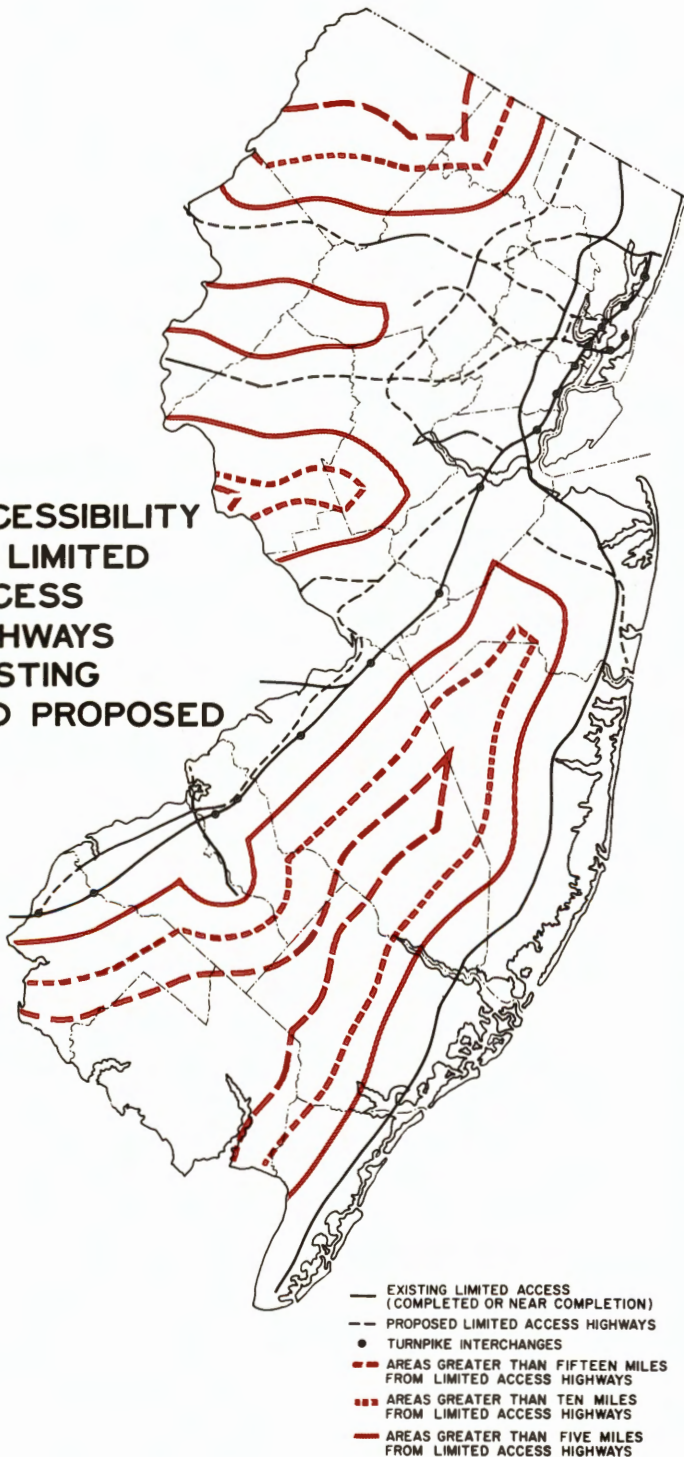 CESSIBILITY
LIMITED
CESS
HWAYS
ISTING
D PROPOSED
EXISTING LIMITED ACCESS
(COMPLETED OR NEAR COMPLETION)
PROPOSED LIMITED ACCESS HIGHWAYS
TURNPIKE INTERCHANGES
AREAS GREATER THAN FIFTEEN MILES
FROM LIMITED ACCESS HIGHWAYS
AREAS GREATER THAN TEN MILES
FROM LIMITED ACCESS HIGHWAYS
AREAS GREATER THAN FIVE MILES
FROM LIMITED ACCESS HIGHWAYS